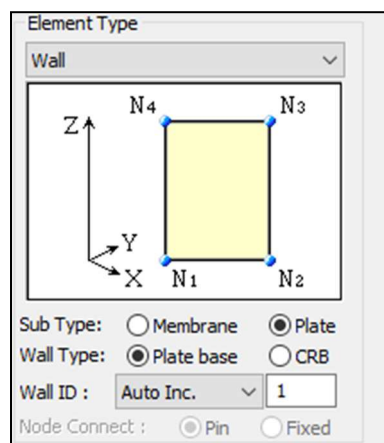 Element Type
Wall
N4 N3
Z
Y
X N1 N2
Sub Type: Membrane Plate
Wall Type: Plate base CRB
Wall ID : Auto Inc. 1
Node Connect : Pin Fixed